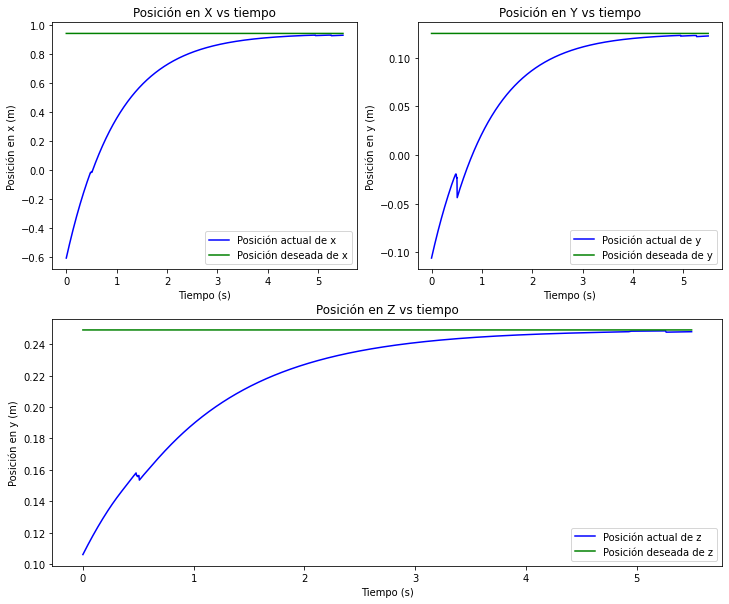 Posición en X vs tiempo
Posición en x (m)
1.0
0.8
0.6
0.4
0.2
0.0
−0.2
−0.4
−0.6
0 1 2 3 4 5
Tiempo (s)
Posición actual de x
Posición deseada de x
Posición en Y vs tiempo
Posición en y (m)
0.10
0.05
0.00
−0.05
−0.10
0 1 2 3 4 5
Tiempo (s)
Posición actual de y
Posición deseada de y
Posición en Z vs tiempo
Posición en y (m)
0.24
0.22
0.20
0.18
0.16
0.14
0.12
0.10
0 1 2 3 4 5
Tiempo (s)
Posición actual de z
Posición deseada de z